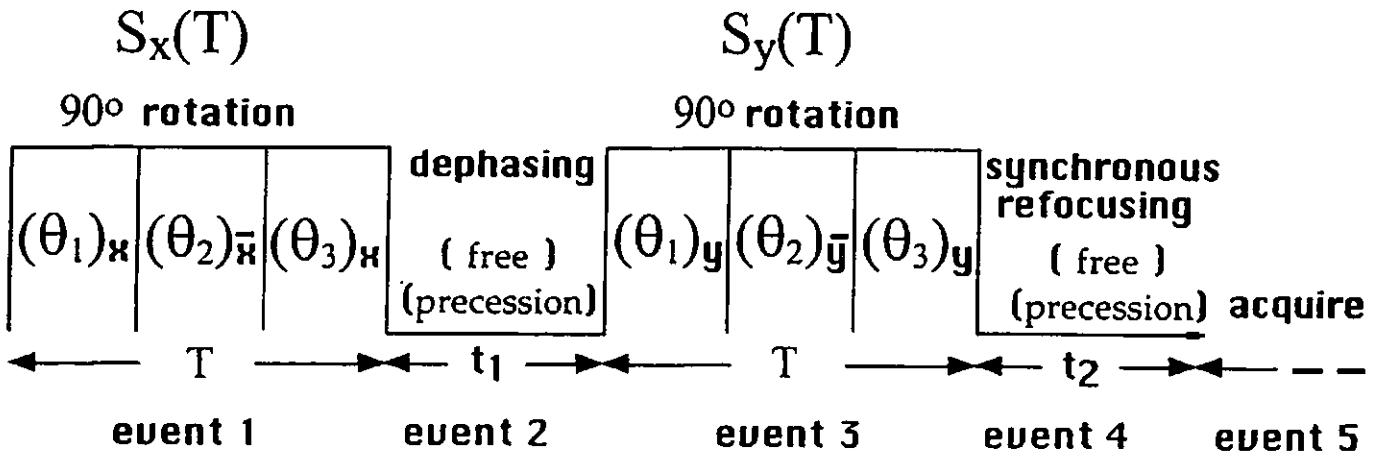 Sx(T) Sy(T)
90° rotation 90° rotation
dephasing synchronous
refocusing
(θ1)x (θ2)x̄ (θ3)x ( free ) (θ1)y (θ2)ȳ (θ3)y ( free )
(precession) (precession) acquire
T t1 T t2
event 1 event 2 event 3 event 4 event 5